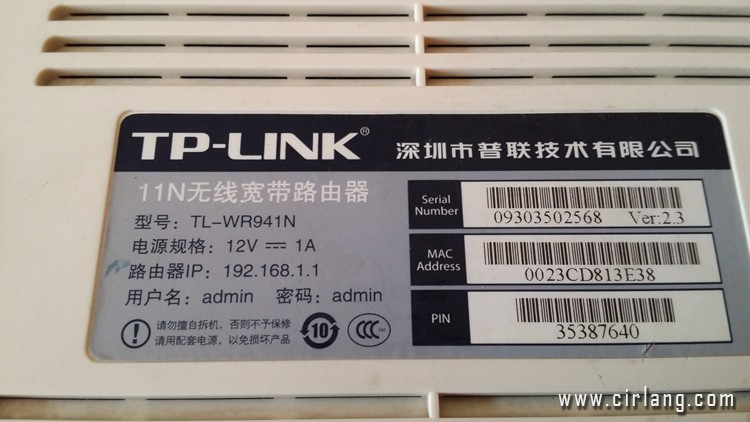 TP-LINK® 深圳市普联技术有限公司
11N无线宽带路由器
型号：TL-WR941N
电源规格：12V ⎓ 1A
路由器IP：192.168.1.1
用户名：admin 密码：admin
请勿擅自拆机，否则不予保修
请用配套电源，以免损坏产品
10
CCC
Serial Number
09303502568 Ver:2.3
MAC Address
0023CD813E38
PIN
35387640
www.cirlang.com